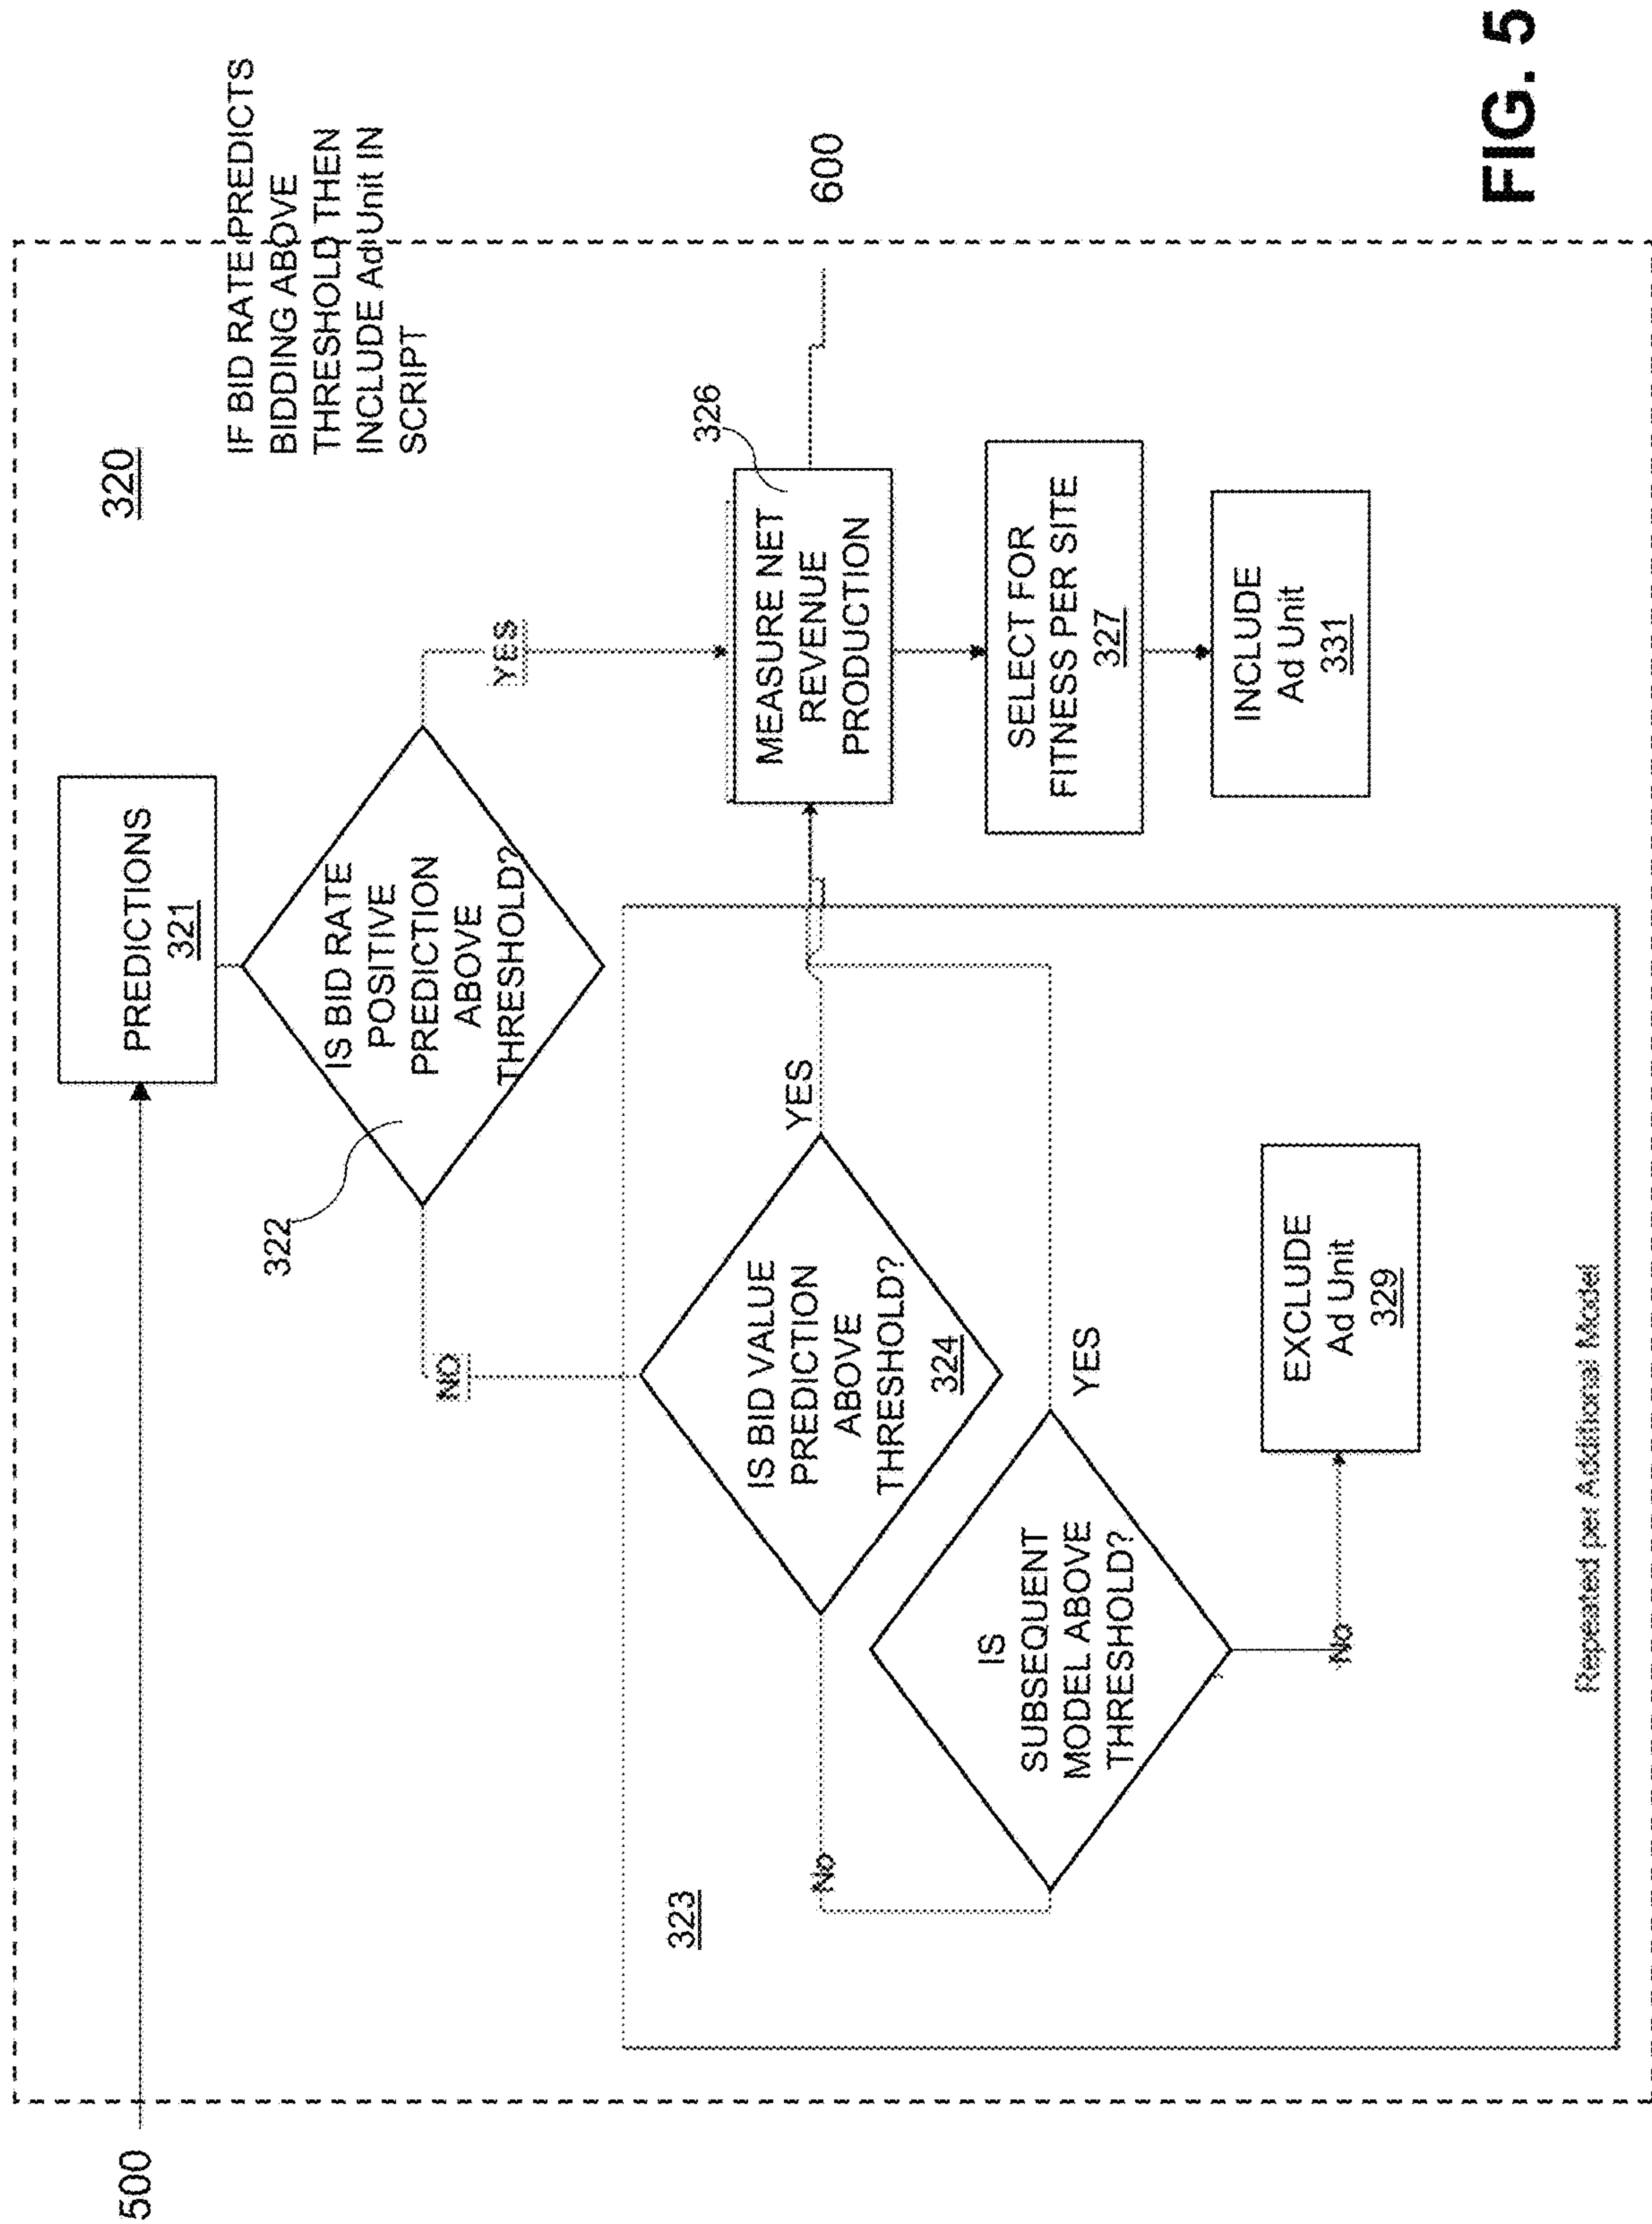 500
320
PREDICTIONS
321
IF BID RATE PREDICTS
BIDDING ABOVE
THRESHOLD THEN
INCLUDE Ad Unit IN
SCRIPT
322
IS BID RATE
POSITIVE
PREDICTION
ABOVE
THRESHOLD?
NO
YES
323
IS BID VALUE
PREDICTION
ABOVE
THRESHOLD?
324
YES
No
IS
SUBSEQUENT
MODEL ABOVE
THRESHOLD?
YES
No
EXCLUDE
Ad Unit
329
Repeated per Additional Model
326
MEASURE NET
REVENUE
PRODUCTION
600
SELECT FOR
FITNESS PER SITE
327
INCLUDE
Ad Unit
331
FIG. 5